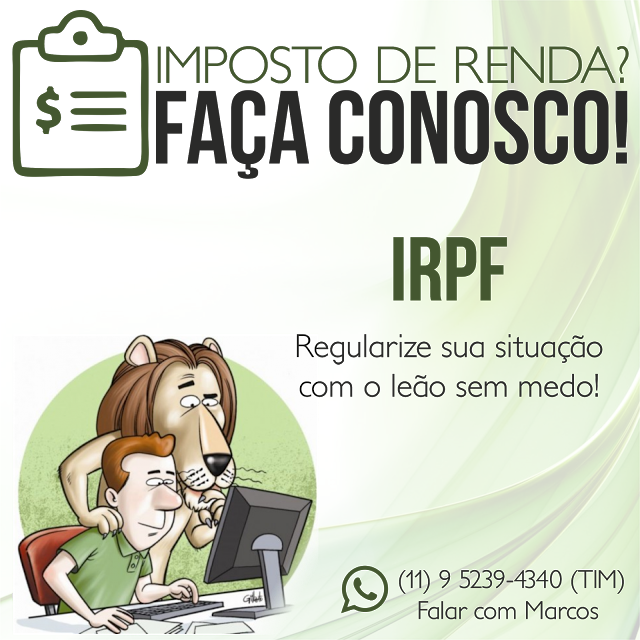 IMPOSTO DE RENDA?
$
FAÇA CONOSCO!
IRPF
Regularize sua situação
com o leão sem medo!
(11) 9 5239-4340 (TIM)
Falar com Marcos